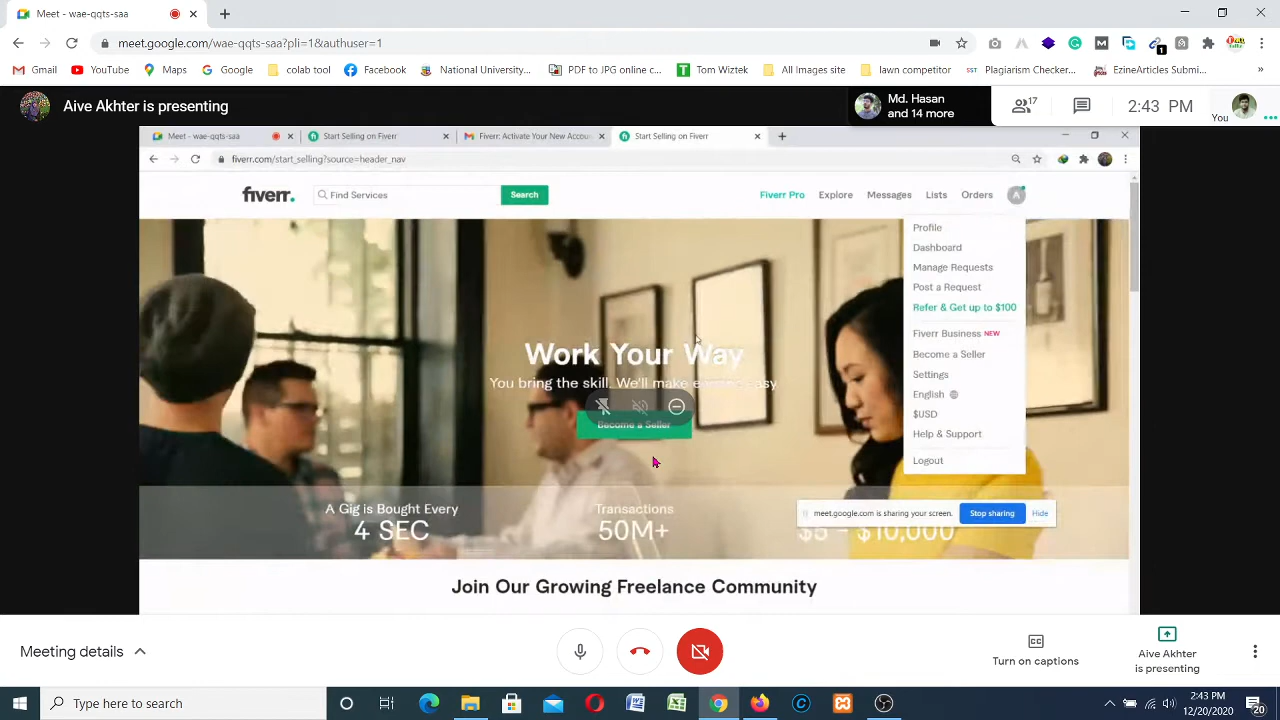 Meet - wae-qqts-saa
meet.google.com/wae-qqts-saa?pli=1&authuser=1
1
Gmail YouTube Maps Google colab tool Facebook National University... PDF to JPG online c... Tom Wiztek All Images site lawn competitor Plagiarism Checker... EzineArticles Submi... »
Aive Akhter is presenting
Md. Hasan
and 14 more
17
2:43 PM
You
Meet - wae-qqts-saa Start Selling on Fiverr Fiverr: Activate Your New Accou Start Selling on Fiverr
fiverr.com/start_selling?source=header_nav
fiverr. Find Services Search Fiverr Pro Explore Messages Lists Orders A
Profile
Dashboard
Manage Requests
Post a Request
Refer & Get up to $100
Fiverr Business NEW
Become a Seller
Settings
English
$USD
Help & Support
Logout
Work Your Way
You bring the skill. We'll make earning easy
Become a Seller
A Gig is Bought Every
4 SEC
Transactions
50M+
$5 - $10,000
meet.google.com is sharing your screen. Stop sharing Hide
Join Our Growing Freelance Community
Meeting details
CC
Turn on captions
Aive Akhter
is presenting
Type here to search
2:43 PM
12/20/2020
20